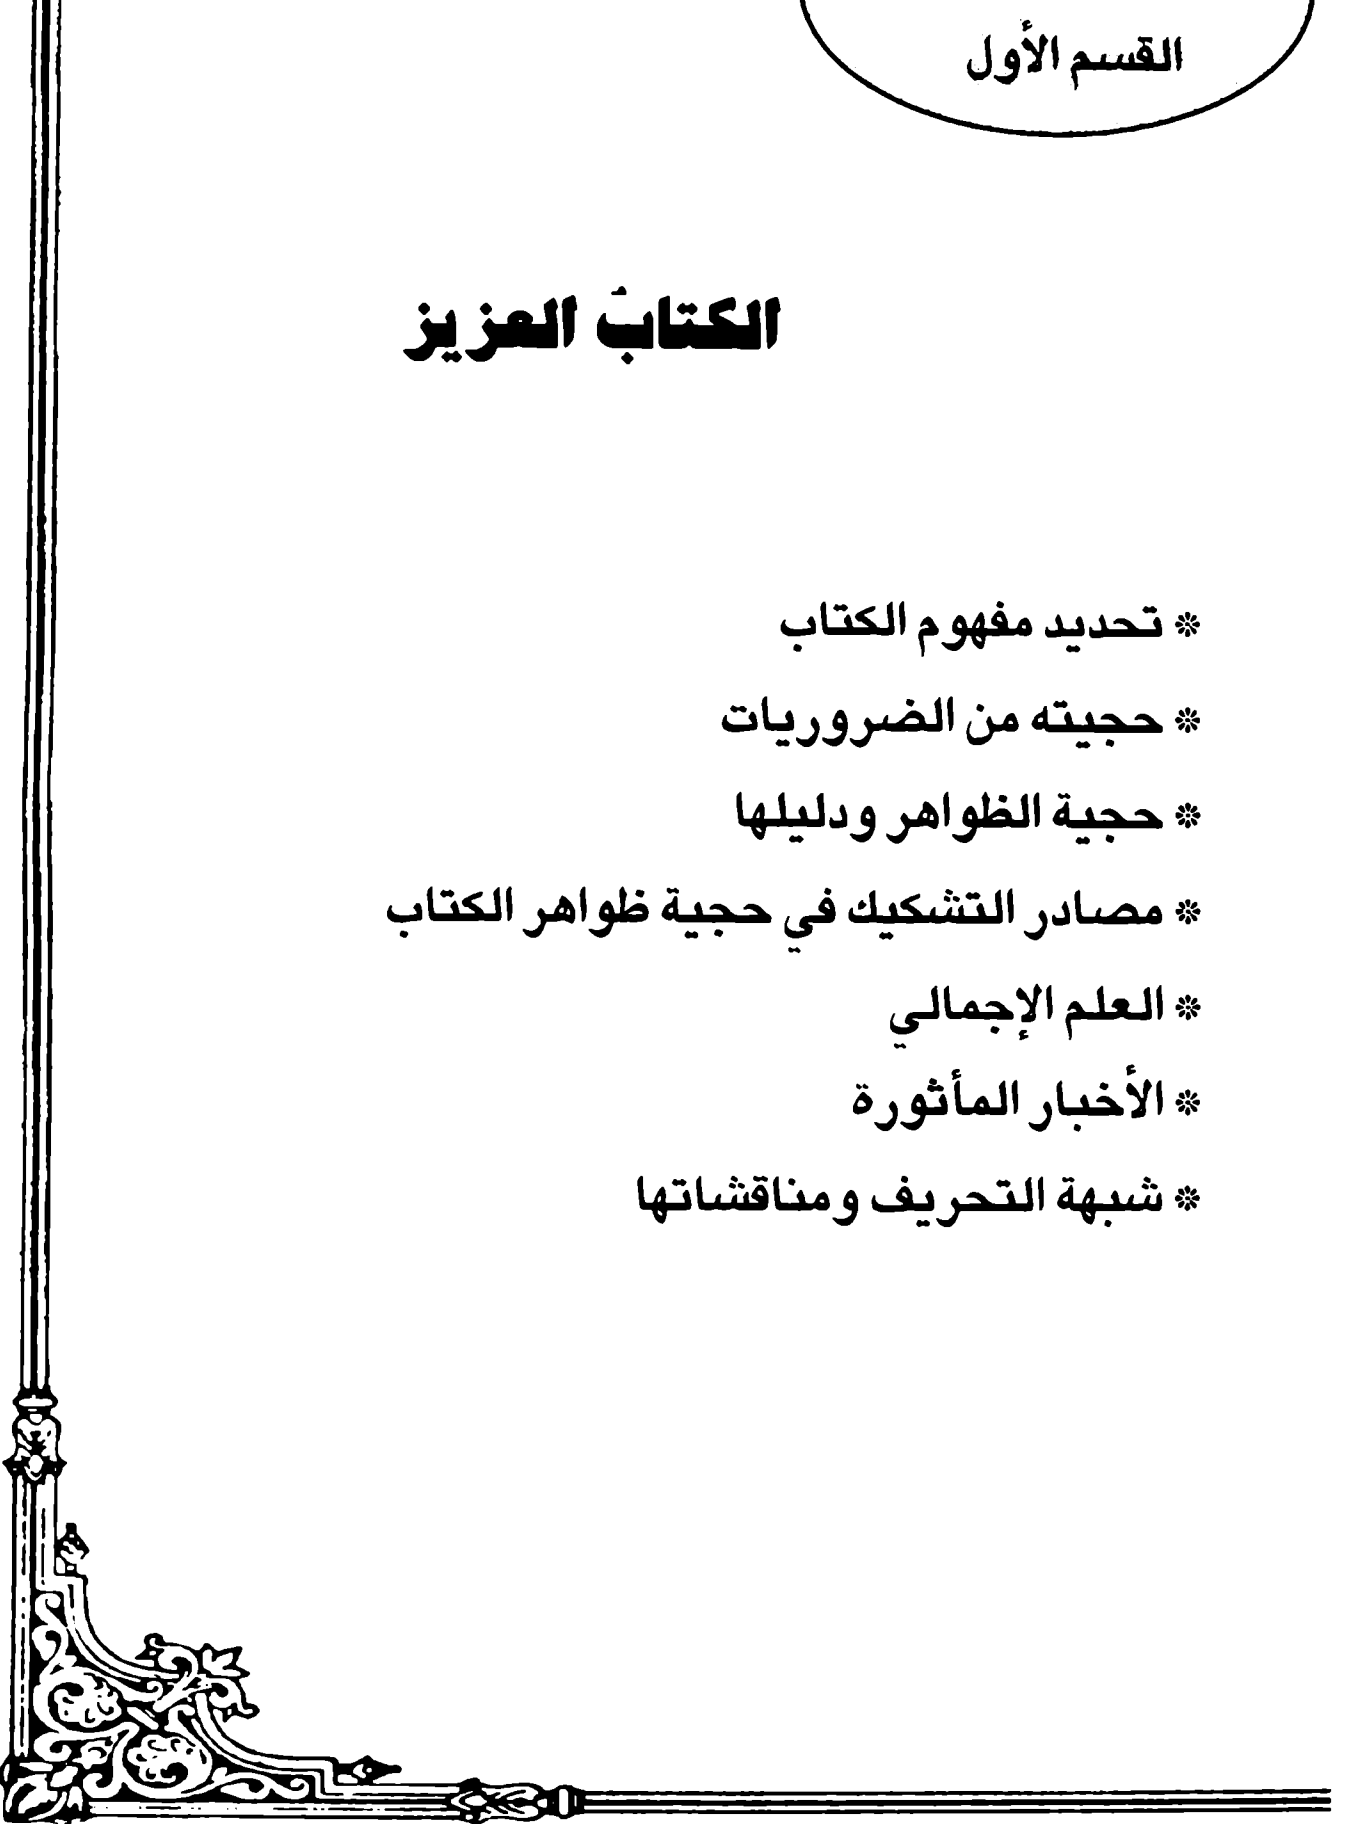 القسم الأول
الكتابُ العزيز
❊ تحديد مفهوم الكتاب
❊ حجيته من الضروريات
❊ حجية الظواهر ودليلها
❊ مصادر التشكيك في حجية ظواهر الكتاب
❊ العلم الإجمالي
❊ الأخبار المأثورة
❊ شبهة التحريف ومناقشاتها